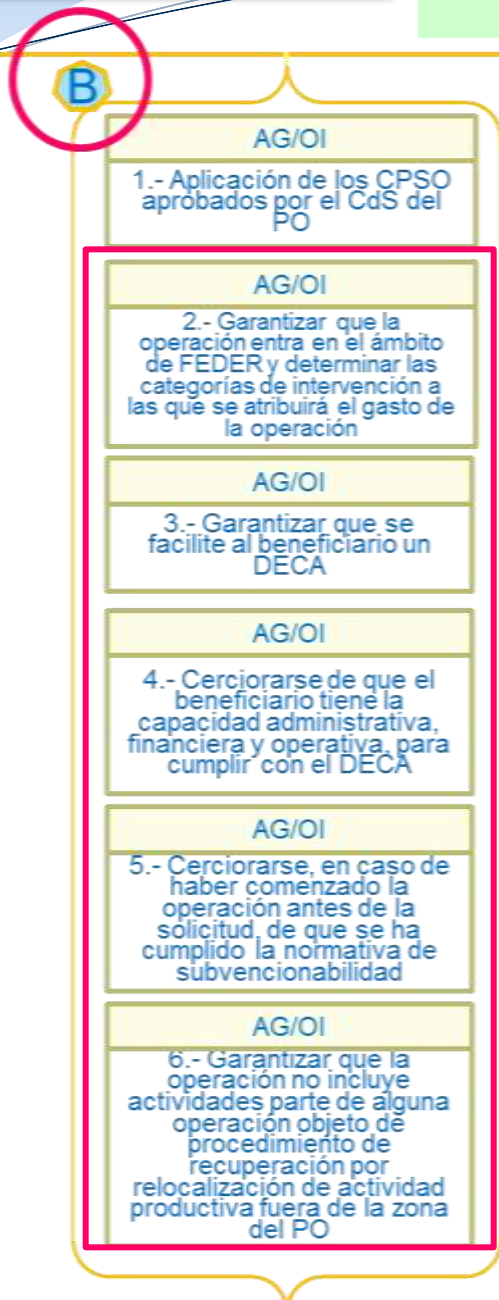 B
AG/OI
1.- Aplicación de los CPSO
aprobados por el CdS del
PO
AG/OI
2.- Garantizar que la
operación entra en el ámbito
de FEDER y determinar las
categorías de intervención a
las que se atribuirá el gasto de
la operación
AG/OI
3.- Garantizar que se
facilite al beneficiario un
DECA
AG/OI
4.- Cerciorarse de que el
beneficiario tiene la
capacidad administrativa,
financiera y operativa, para
cumplir con el DECA
AG/OI
5.- Cerciorarse, en caso de
haber comenzado la
operación antes de la
solicitud, de que se ha
cumplido la normativa de
subvencionabilidad
AG/OI
6.- Garantizar que la
operación no incluye
actividades parte de alguna
operación objeto de
procedimiento de
recuperación por
relocalización de actividad
productiva fuera de la zona
del PO